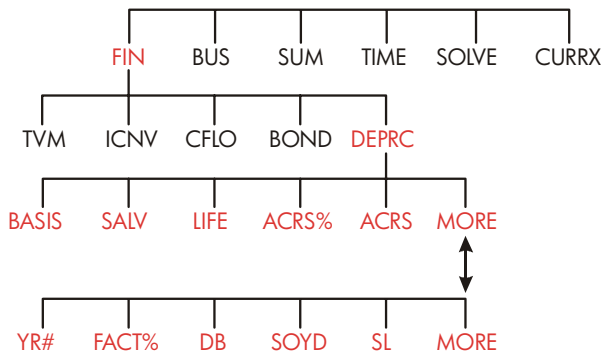 FIN BUS SUM TIME SOLVE CURRX
TVM ICNV CFLO BOND DEPRC
BASIS SALV LIFE ACRS% ACRS MORE
YR# FACT% DB SOYD SL MORE